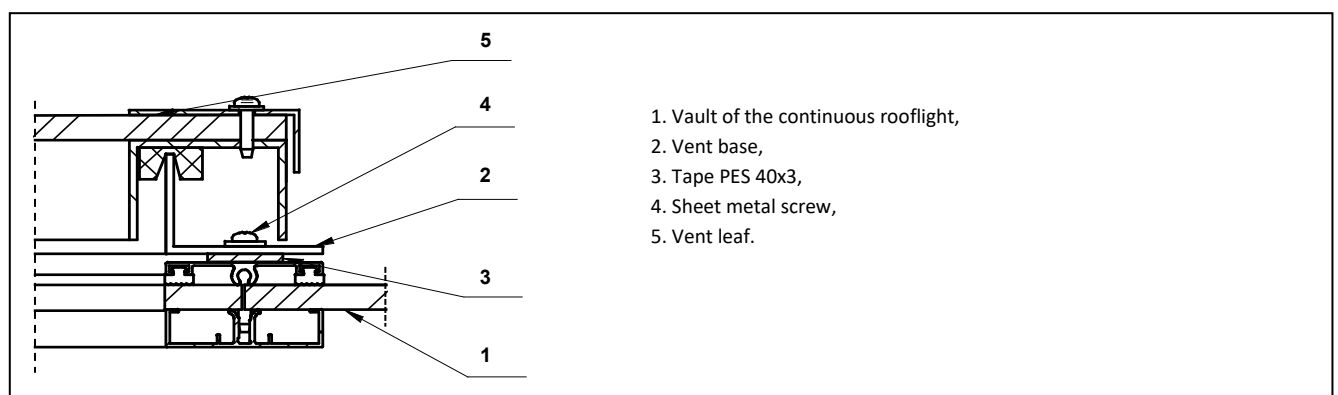 5
4
2
3
1
1. Vault of the continuous rooflight,
2. Vent base,
3. Tape PES 40x3,
4. Sheet metal screw,
5. Vent leaf.